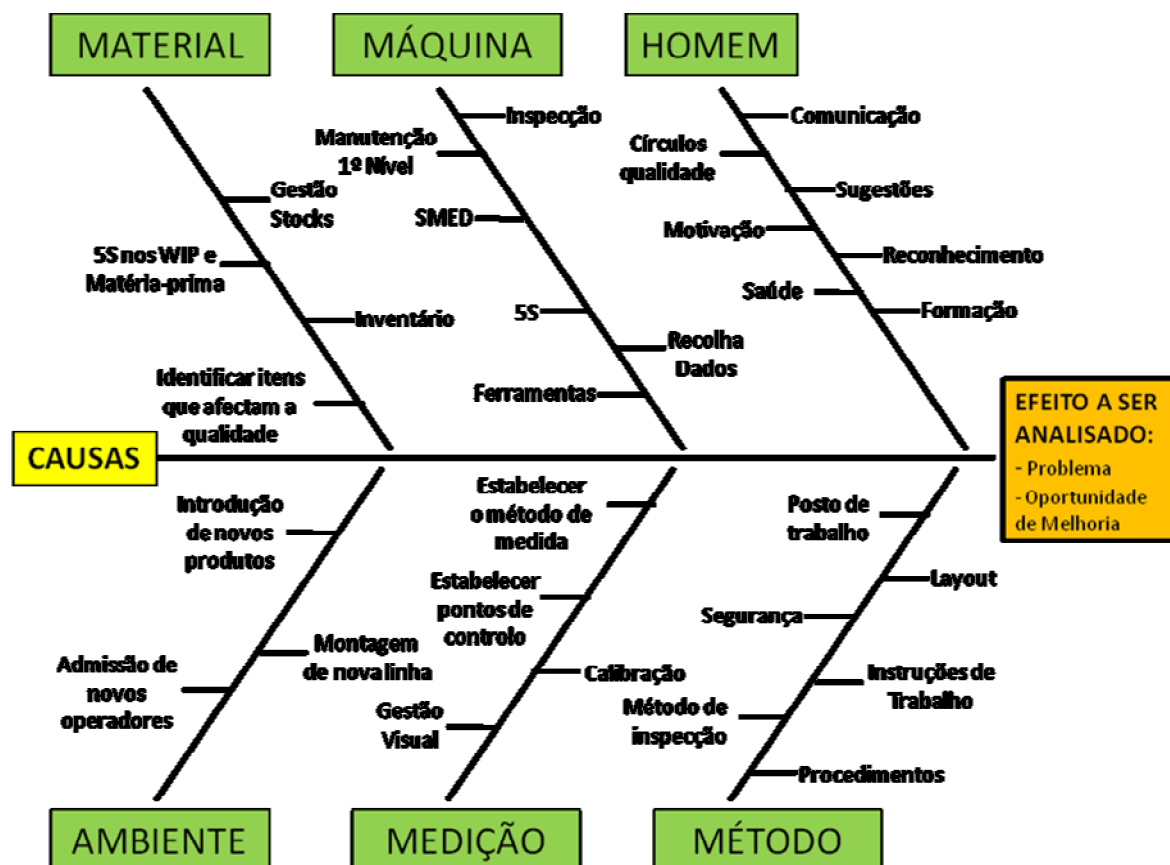 MATERIAL
MÁQUINA
HOMEM
Gestão
Stocks
5S nos WIP e
Matéria-prima
Inventário
Identificar itens
que afectam a
qualidade
Inspecção
Manutenção
1º Nível
SMED
5S
Recolha
Dados
Ferramentas
Comunicação
Círculos
qualidade
Sugestões
Motivação
Reconhecimento
Saúde
Formação
CAUSAS
EFEITO A SER
ANALISADO:
- Problema
- Oportunidade
de Melhoria
Introdução
de novos
produtos
Montagem
de nova linha
Admissão de
novos
operadores
Estabelecer
o método de
medida
Estabelecer
pontos de
controlo
Calibração
Gestão
Visual
Posto de
trabalho
Layout
Segurança
Instruções de
Trabalho
Método de
inspecção
Procedimentos
AMBIENTE
MEDIÇÃO
MÉTODO